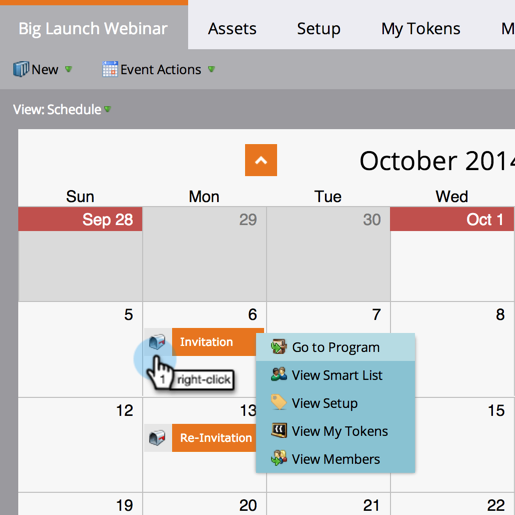 Big Launch Webinar Assets Setup My Tokens M
New Event Actions
View: Schedule
October 2014
Sun Mon Tue Wed
Sep 28 29 30 Oct 1
5 6 7 8
Invitation
Go to Program
1 right-click
View Smart List
View Setup
12 13 15
Re-Invitation
View My Tokens
View Members
19 20 21 22